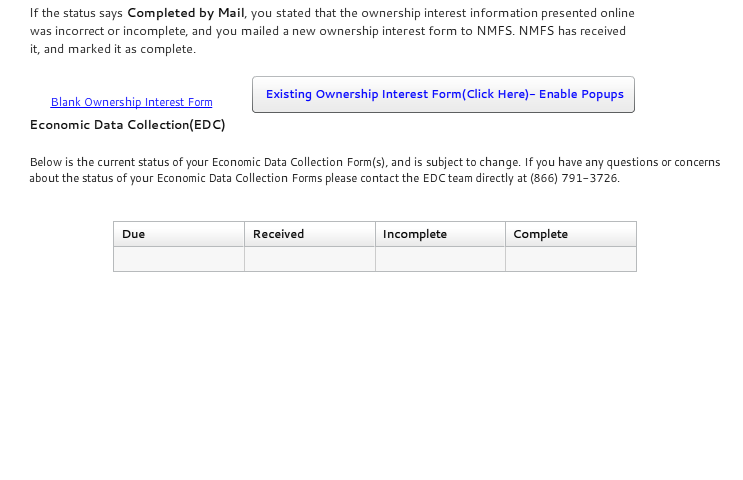 If the status says Completed by Mail, you stated that the ownership interest information presented online
was incorrect or incomplete, and you mailed a new ownership interest form to NMFS. NMFS has received
it, and marked it as complete.
Blank Ownership Interest Form
Existing Ownership Interest Form(Click Here)- Enable Popups
Economic Data Collection(EDC)
Below is the current status of your Economic Data Collection Form(s), and is subject to change. If you have any questions or concerns
about the status of your Economic Data Collection Forms please contact the EDC team directly at (866) 791-3726.
Due Received Incomplete Complete